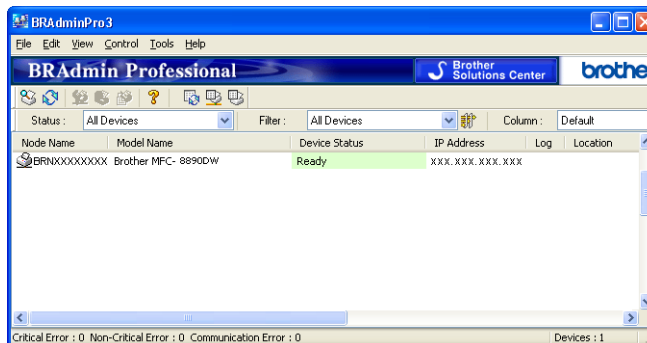 BRAdminPro3
File Edit View Control Tools Help
BRAdmin Professional Brother Solutions Center brothe
Status : All Devices Filter : All Devices Column : Default
Node Name Model Name Device Status IP Address Log Location
BRNXXXXXXXX Brother MFC- 8890DW Ready XXX.XXX.XXX.XXX
Critical Error : 0 Non-Critical Error : 0 Communication Error : 0 Devices : 1